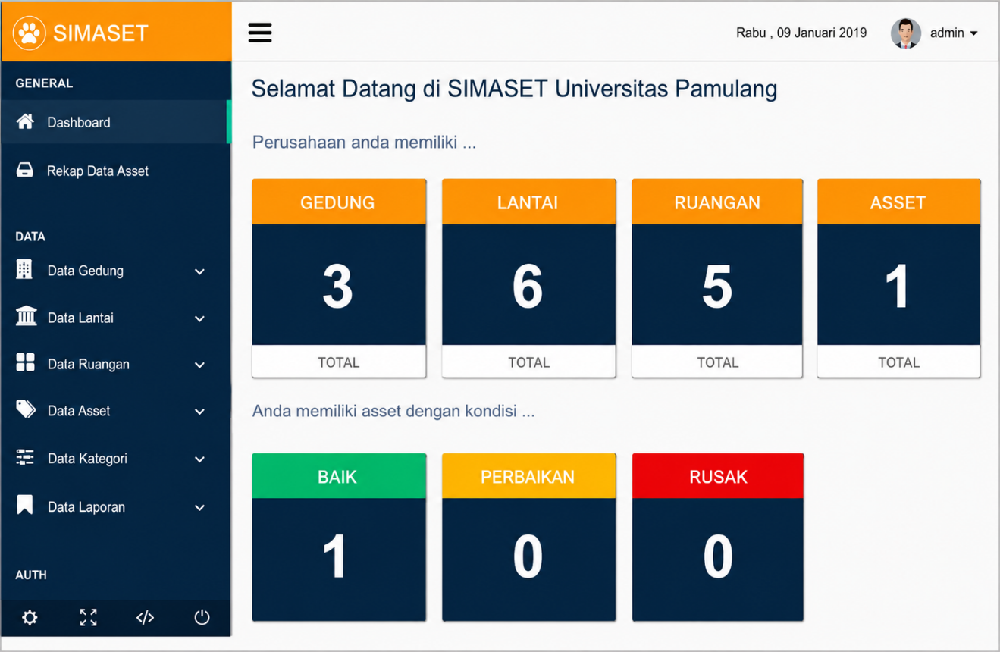 SIMASET
Rabu , 09 Januari 2019
admin
GENERAL
Dashboard
Rekap Data Asset
DATA
Data Gedung
Data Lantai
Data Ruangan
Data Asset
Data Kategori
Data Laporan
AUTH
Selamat Datang di SIMASET Universitas Pamulang
Perusahaan anda memiliki ...
GEDUNG
3
TOTAL
LANTAI
6
TOTAL
RUANGAN
5
TOTAL
ASSET
1
TOTAL
Anda memiliki asset dengan kondisi ...
BAIK
1
PERBAIKAN
0
RUSAK
0